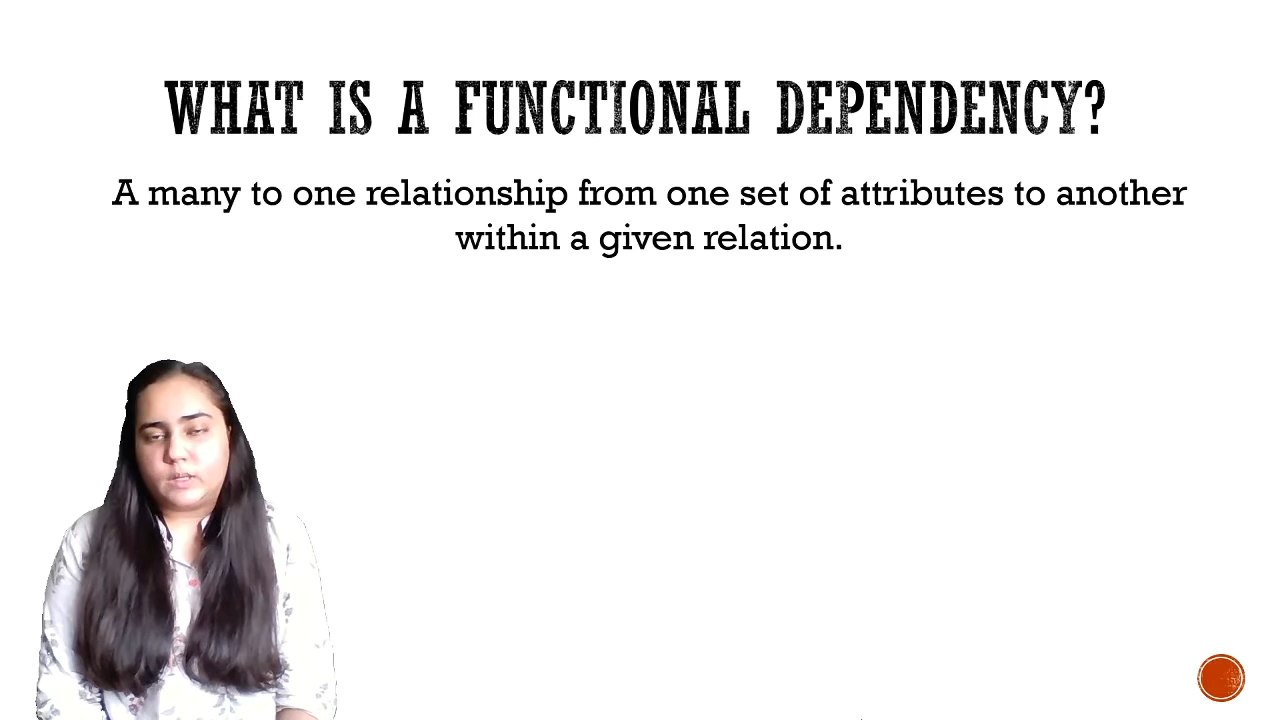 WHAT IS A FUNCTIONAL DEPENDENCY?
A many to one relationship from one set of attributes to another
within a given relation.